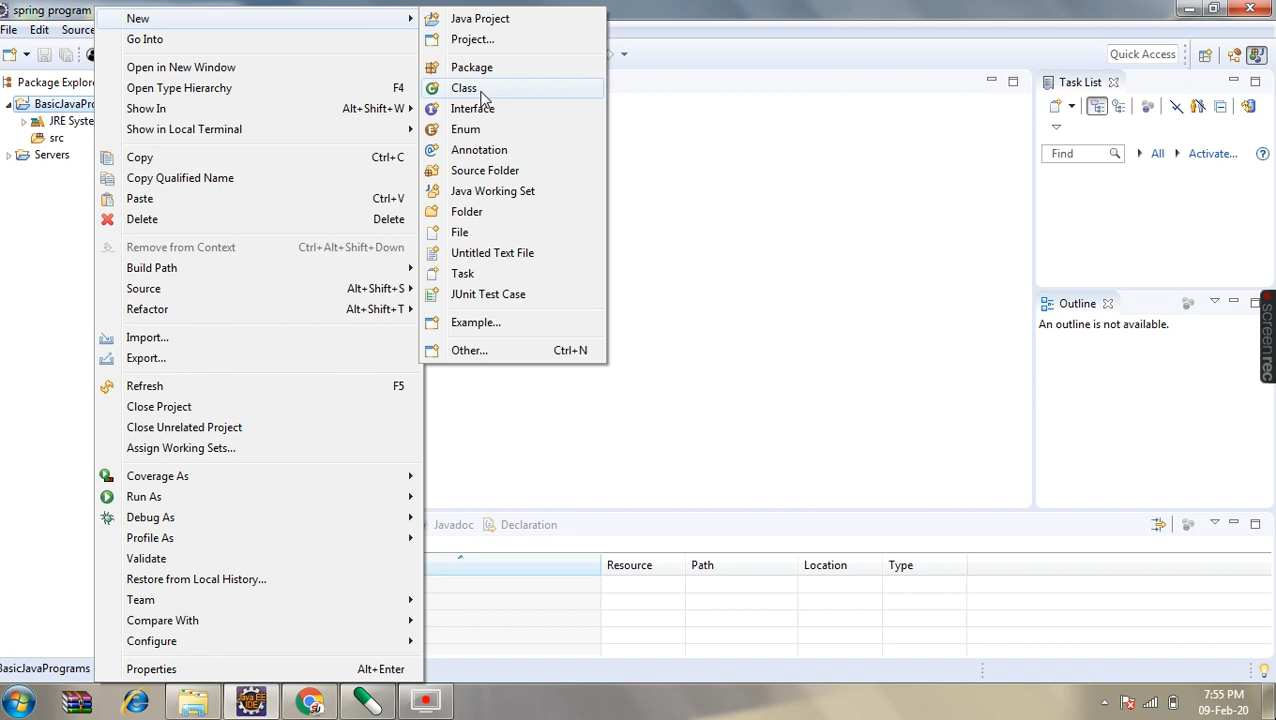 spring program
File Edit Sourc
Quick Access
Package Explore
BasicJavaPro
JRE Syste
src
Servers
New
Go Into
Open in New Window
Open Type Hierarchy F4
Show In Alt+Shift+W
Show in Local Terminal
Copy Ctrl+C
Copy Qualified Name
Paste Ctrl+V
Delete Delete
Remove from Context Ctrl+Alt+Shift+Down
Build Path
Source Alt+Shift+S
Refactor Alt+Shift+T
Import...
Export...
Refresh F5
Close Project
Close Unrelated Project
Assign Working Sets...
Coverage As
Run As
Debug As
Profile As
Validate
Restore from Local History...
Team
Compare With
Configure
Properties Alt+Enter
Java Project
Project...
Package
Class
Interface
Enum
Annotation
Source Folder
Java Working Set
Folder
File
Untitled Text File
Task
JUnit Test Case
Example...
Other... Ctrl+N
Task List
Find All Activate...
Outline
An outline is not available.
screenrec
Javadoc Declaration
Resource Path Location Type
BasicJavaPrograms
Java EE
IDE
7:55 PM
09-Feb-20